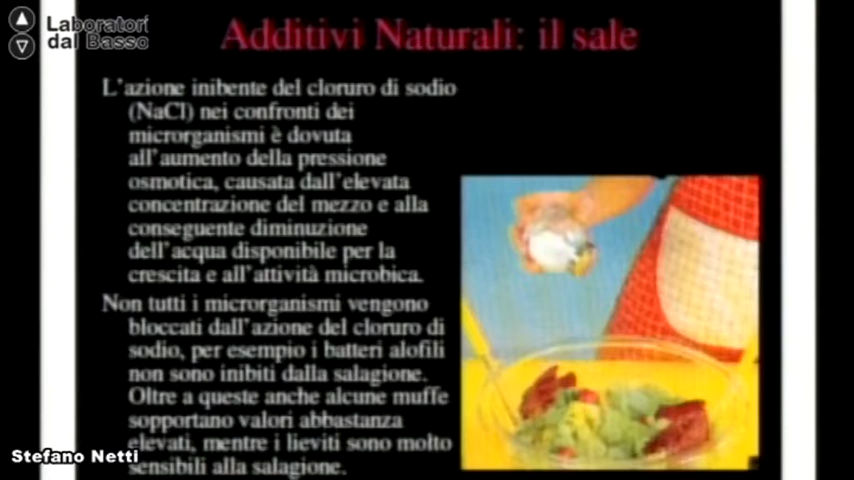 Laboratori
dal Basso
Additivi Naturali: il sale
L'azione inibente del cloruro di sodio
(NaCl) nei confronti dei
microrganismi è dovuta
all'aumento della pressione
osmotica, causata dall'elevata
concentrazione del mezzo e alla
conseguente diminuzione
dell'acqua disponibile per la
crescita e all'attività microbica.
Non tutti i microrganismi vengono
bloccati dall'azione del cloruro di
sodio, per esempio i batteri alofili
non sono inibiti dalla salagione.
Oltre a queste anche alcune muffe
sopportano valori abbastanza
elevati, mentre i lieviti sono molto
sensibili alla salagione.
Stefano Netti